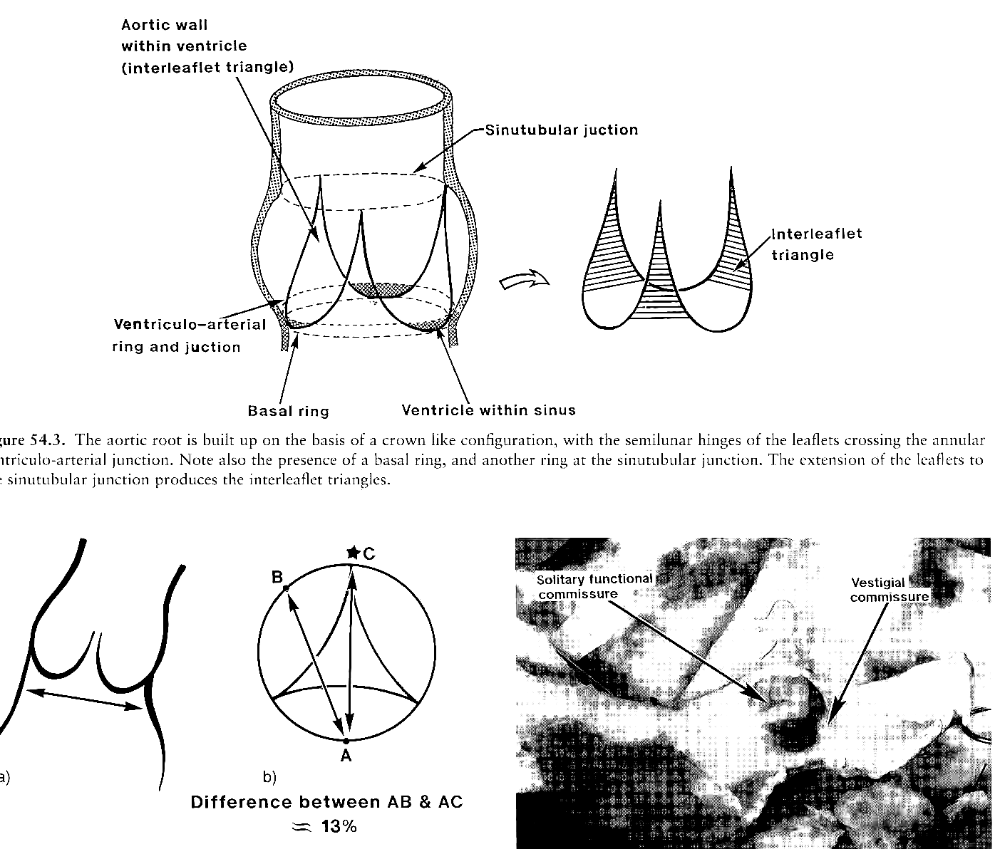 Aortic wall
within ventricle
(interleaflet triangle)
Sinutubular juction
Interleaflet
triangle
Ventriculo-arterial
ring and juction
Basal ring
Ventricle within sinus
gure 54.3. The aortic root is built up on the basis of a crown like configuration, with the semilunar hinges of the leaflets crossing the annular
ntriculo-arterial junction. Note also the presence of a basal ring, and another ring at the sinutubular junction. The extension of the leaflets to
e sinutubular junction produces the interleaflet triangles.
C
B
A
a)
b)
Difference between AB & AC
≈ 13%
Solitary functional
commissure
Vestigial
commissure